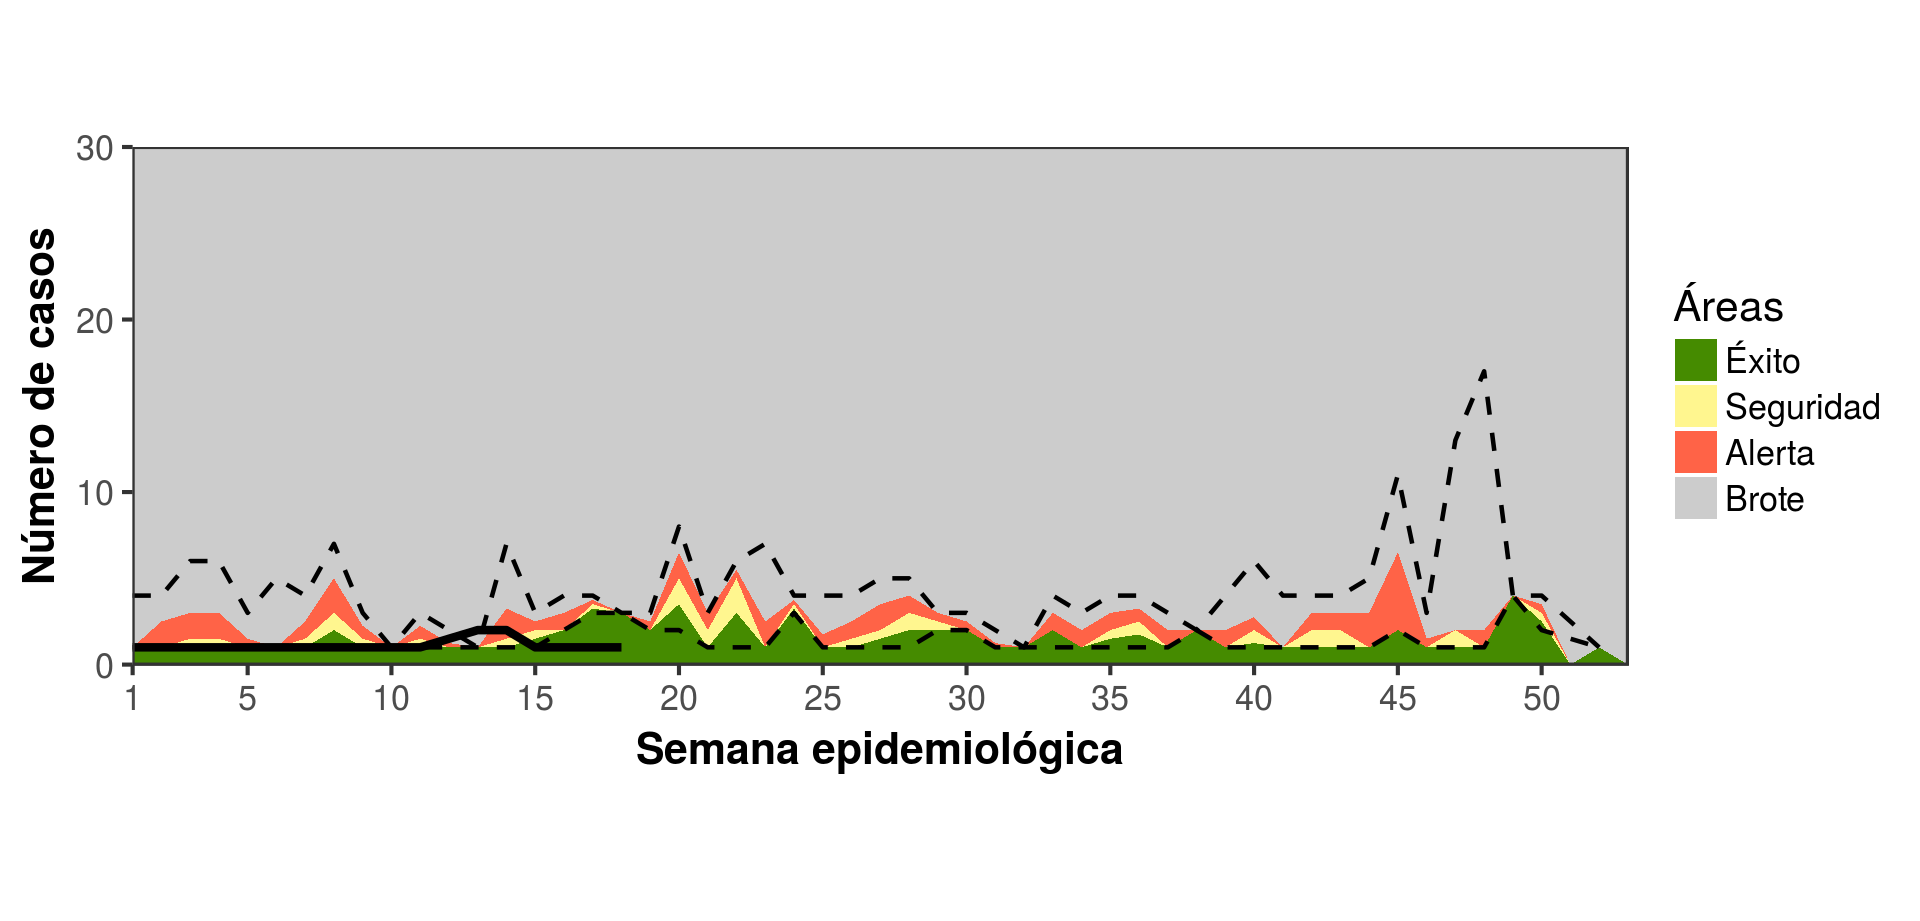 Número de casos
30
20
10
0
1 5 10 15 20 25 30 35 40 45 50
Semana epidemiológica
Áreas
Éxito
Seguridad
Alerta
Brote